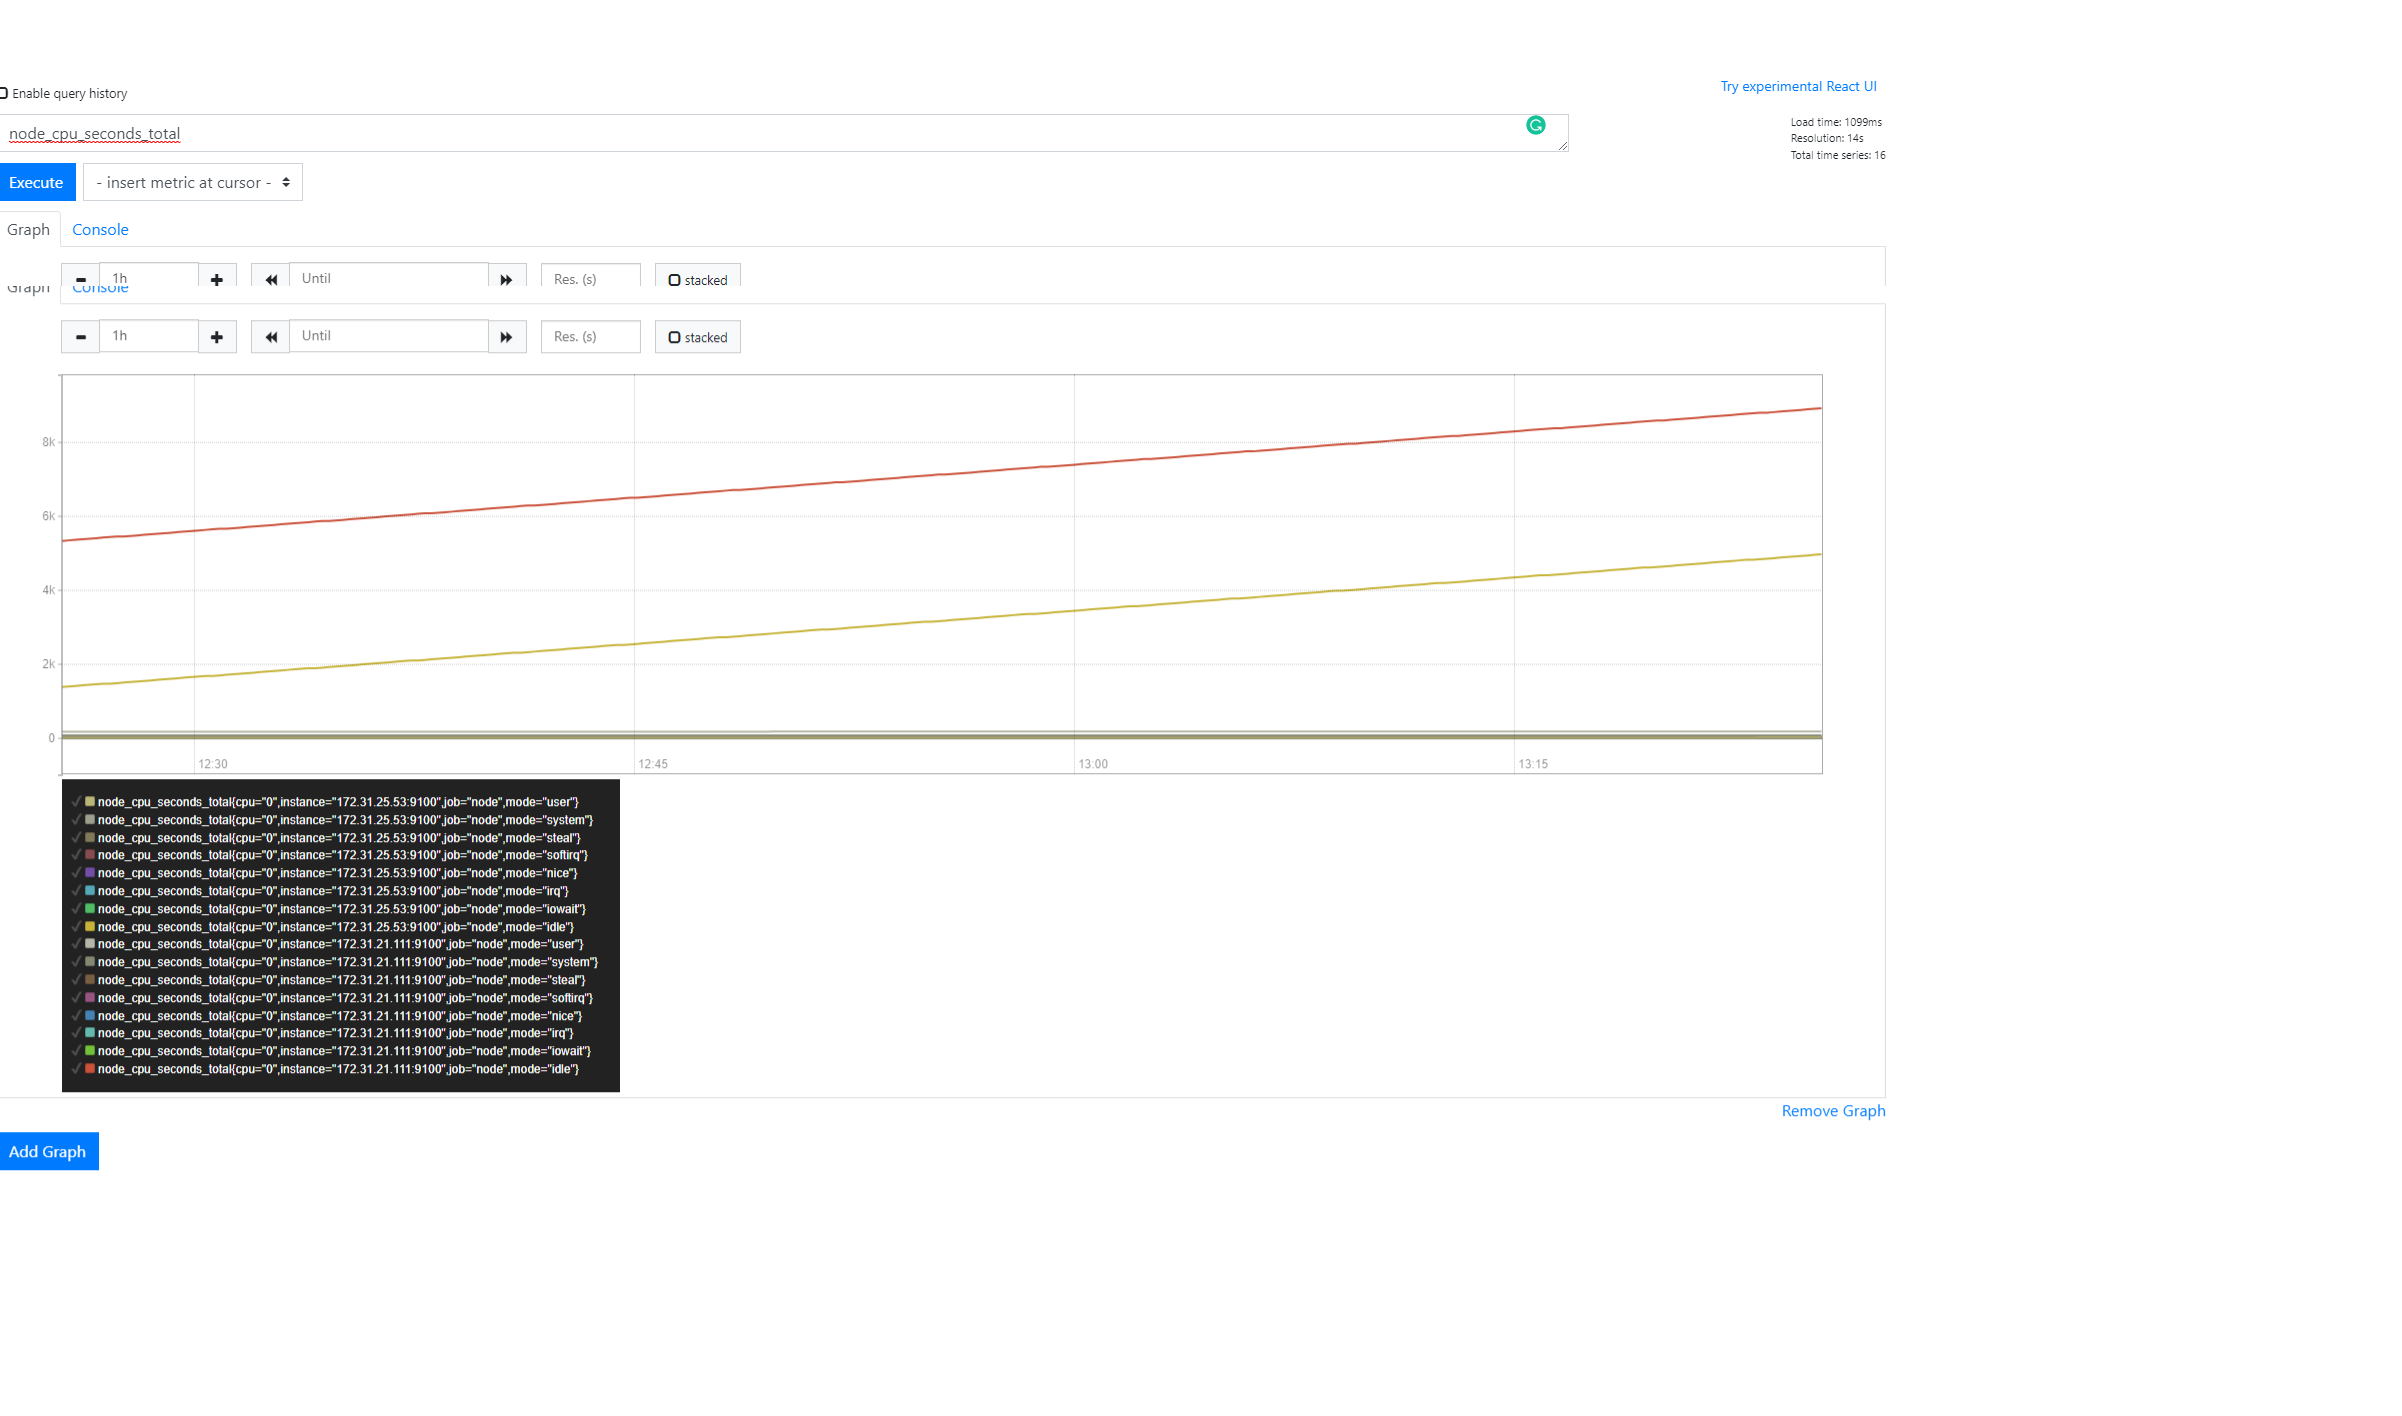 Try experimental React UI
Enable query history
node_cpu_seconds_total
Load time: 1099ms
Resolution: 14s
Total time series: 16
Execute
- insert metric at cursor -
Graph Console
1h Until Res. (s) stacked
Graph Console
1h Until Res. (s) stacked
8k
6k
4k
2k
0
12:30 12:45 13:00 13:15
node_cpu_seconds_total{cpu="0",instance="172.31.25.53:9100",job="node",mode="user"}
node_cpu_seconds_total{cpu="0",instance="172.31.25.53:9100",job="node",mode="system"}
node_cpu_seconds_total{cpu="0",instance="172.31.25.53:9100",job="node",mode="steal"}
node_cpu_seconds_total{cpu="0",instance="172.31.25.53:9100",job="node",mode="softirq"}
node_cpu_seconds_total{cpu="0",instance="172.31.25.53:9100",job="node",mode="nice"}
node_cpu_seconds_total{cpu="0",instance="172.31.25.53:9100",job="node",mode="irq"}
node_cpu_seconds_total{cpu="0",instance="172.31.25.53:9100",job="node",mode="iowait"}
node_cpu_seconds_total{cpu="0",instance="172.31.25.53:9100",job="node",mode="idle"}
node_cpu_seconds_total{cpu="0",instance="172.31.21.111:9100",job="node",mode="user"}
node_cpu_seconds_total{cpu="0",instance="172.31.21.111:9100",job="node",mode="system"}
node_cpu_seconds_total{cpu="0",instance="172.31.21.111:9100",job="node",mode="steal"}
node_cpu_seconds_total{cpu="0",instance="172.31.21.111:9100",job="node",mode="softirq"}
node_cpu_seconds_total{cpu="0",instance="172.31.21.111:9100",job="node",mode="nice"}
node_cpu_seconds_total{cpu="0",instance="172.31.21.111:9100",job="node",mode="irq"}
node_cpu_seconds_total{cpu="0",instance="172.31.21.111:9100",job="node",mode="iowait"}
node_cpu_seconds_total{cpu="0",instance="172.31.21.111:9100",job="node",mode="idle"}
Remove Graph
Add Graph